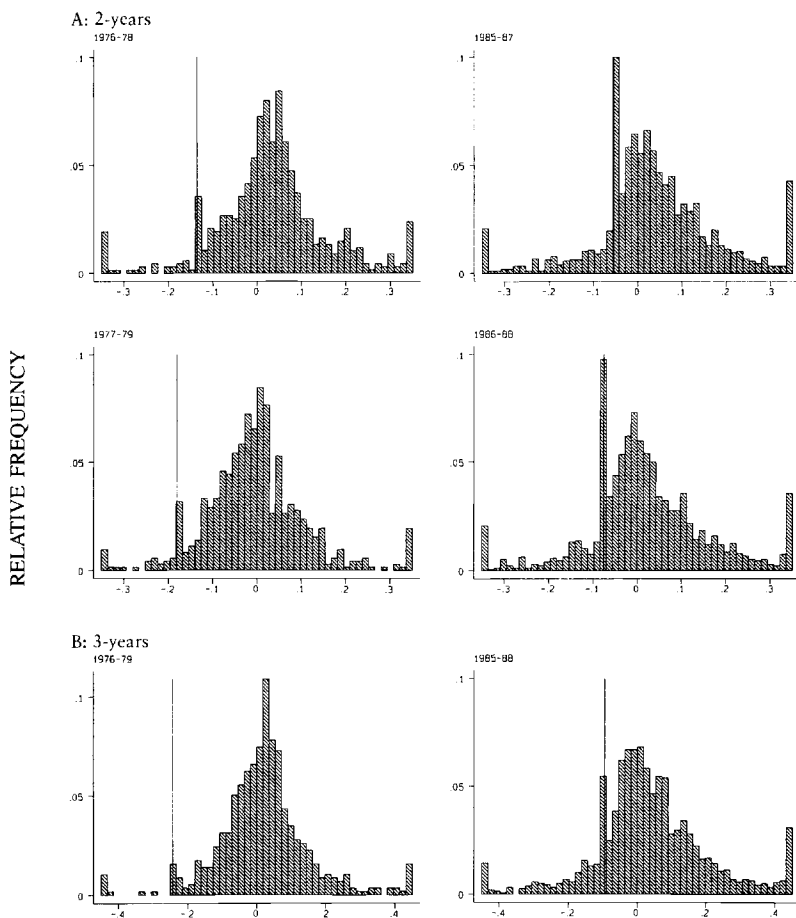 A: 2-years
1976-78
.1
.05
0
-.3 -.2 -.1 0 .1 .2 .3
1985-87
.1
.05
0
-.3 -.2 -.1 0 .1 .2 .3
RELATIVE FREQUENCY
1977-79
.1
.05
0
-.3 -.2 -.1 0 .1 .2 .3
1986-88
.1
.05
0
-.3 -.2 -.1 0 .1 .2 .3
B: 3-years
1976-79
.1
.05
0
-.4 -.2 0 .2 .4
1985-88
.1
.05
0
-.4 -.2 0 .2 .4